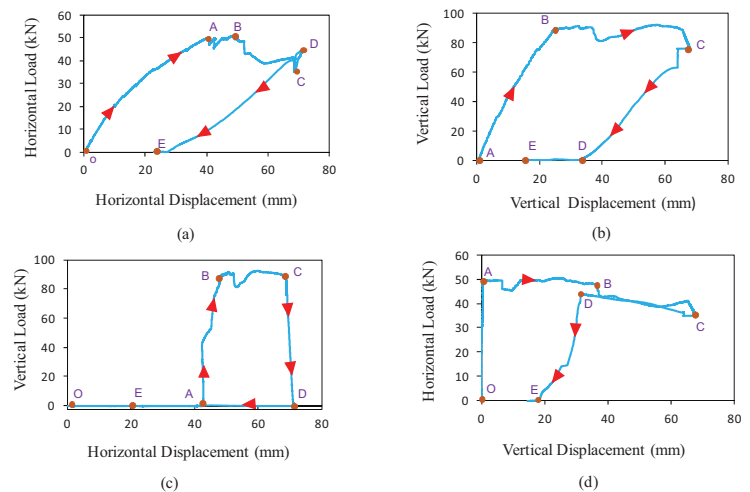 60
50
40
30
20
10
0
0 20 40 60 80
Horizontal Load (kN)
Horizontal Displacement (mm)
A B D C E o
(a)
100
80
60
40
20
0
0 20 40 60 80
Vertical Load (kN)
Vertical Displacement (mm)
B C A E D
(b)
100
80
60
40
20
0
0 20 40 60 80
Vertical Load (kN)
Horizontal Displacement (mm)
B C O E A D
(c)
60
50
40
30
20
10
0
0 20 40 60 80
Horizontal Load (kN)
Vertical Displacement (mm)
A B D C O E
(d)